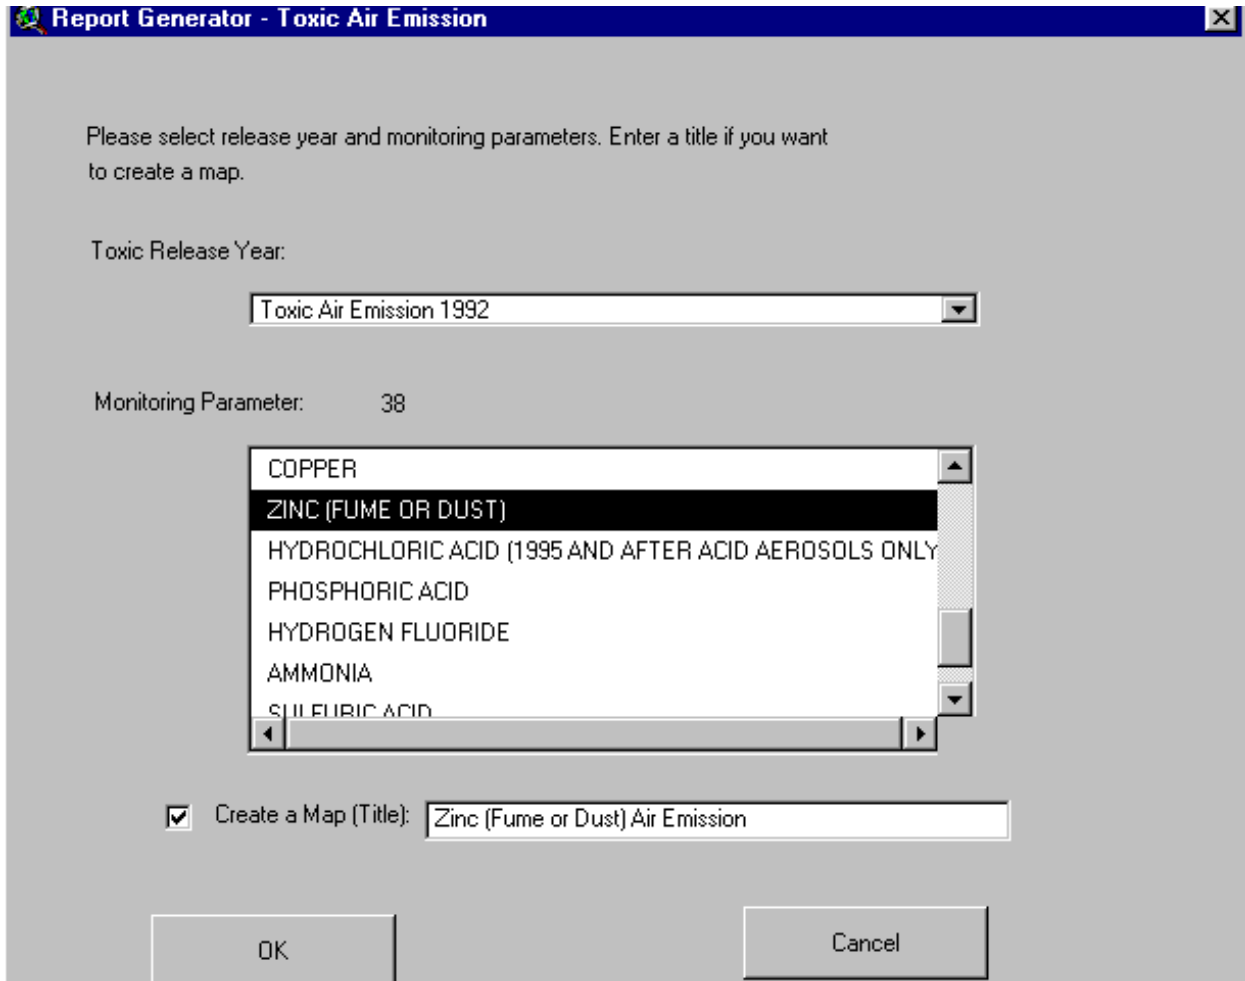 Report Generator - Toxic Air Emission
Please select release year and monitoring parameters. Enter a title if you want
to create a map.
Toxic Release Year:
Toxic Air Emission 1992
Monitoring Parameter: 38
COPPER
ZINC (FUME OR DUST)
HYDROCHLORIC ACID (1995 AND AFTER ACID AEROSOLS ONLY
PHOSPHORIC ACID
HYDROGEN FLUORIDE
AMMONIA
SULFURIC ACID
Create a Map (Title): Zinc (Fume or Dust) Air Emission
OK Cancel